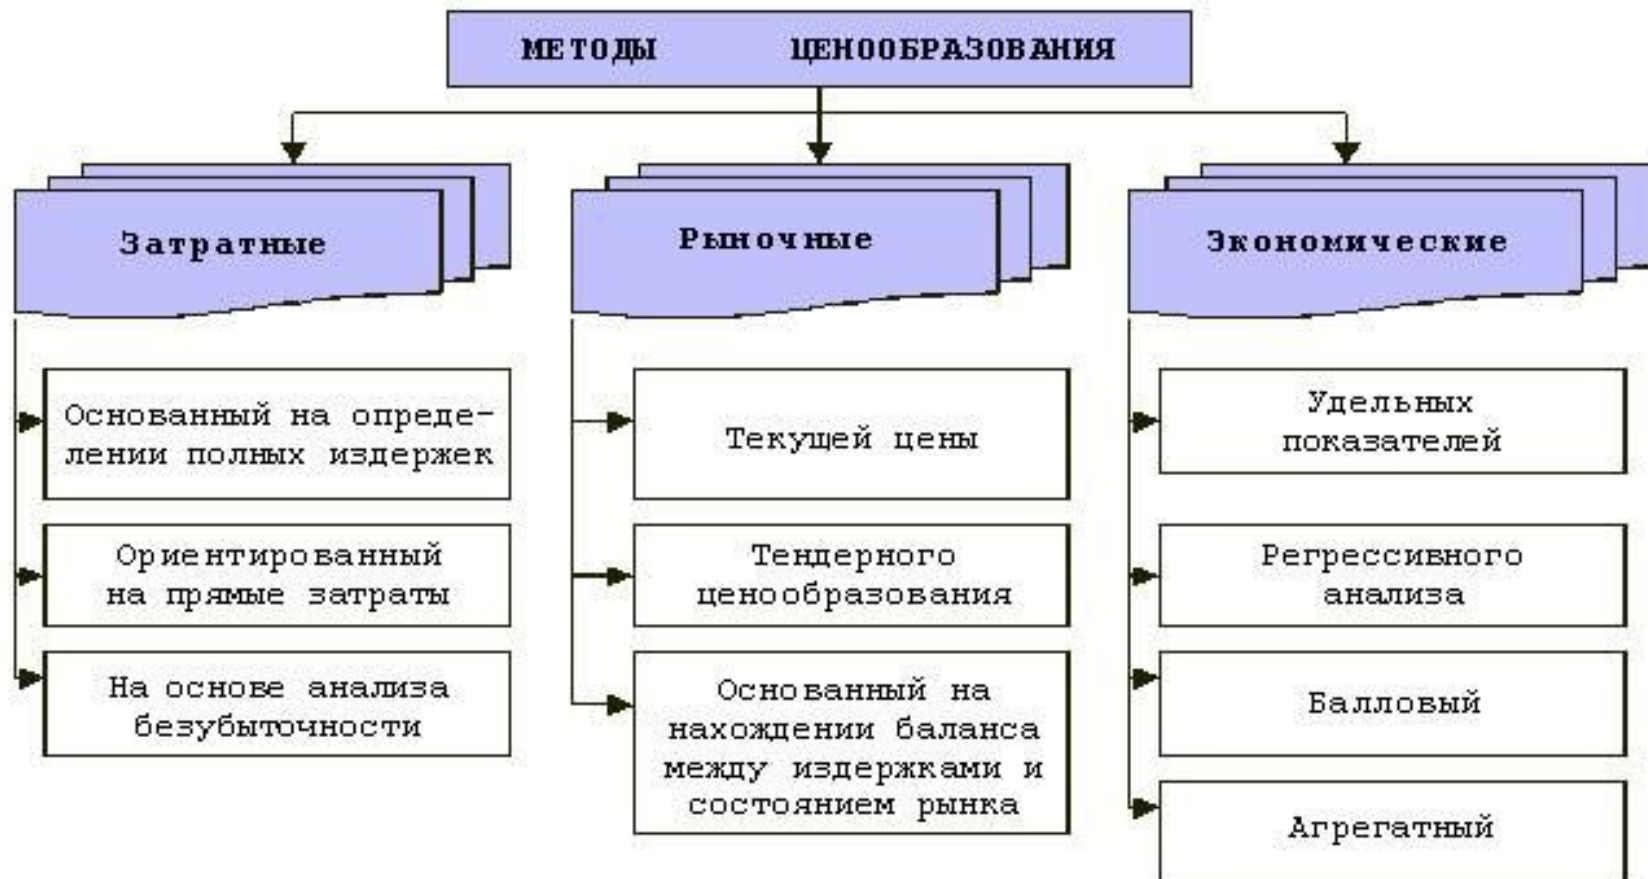 МЕТОДЫ ЦЕНООБРАЗОВАНИЯ
Затратные
Основанный на опреде-
лении полных издержек
Ориентированный
на прямые затраты
На основе анализа
безубыточности
Рыночные
Текущей цены
Тендерного
ценообразования
Основанный на
нахождении баланса
между издержками и
состоянием рынка
Экономические
Удельных
показателей
Регрессивного
анализа
Балловый
Агрегатный